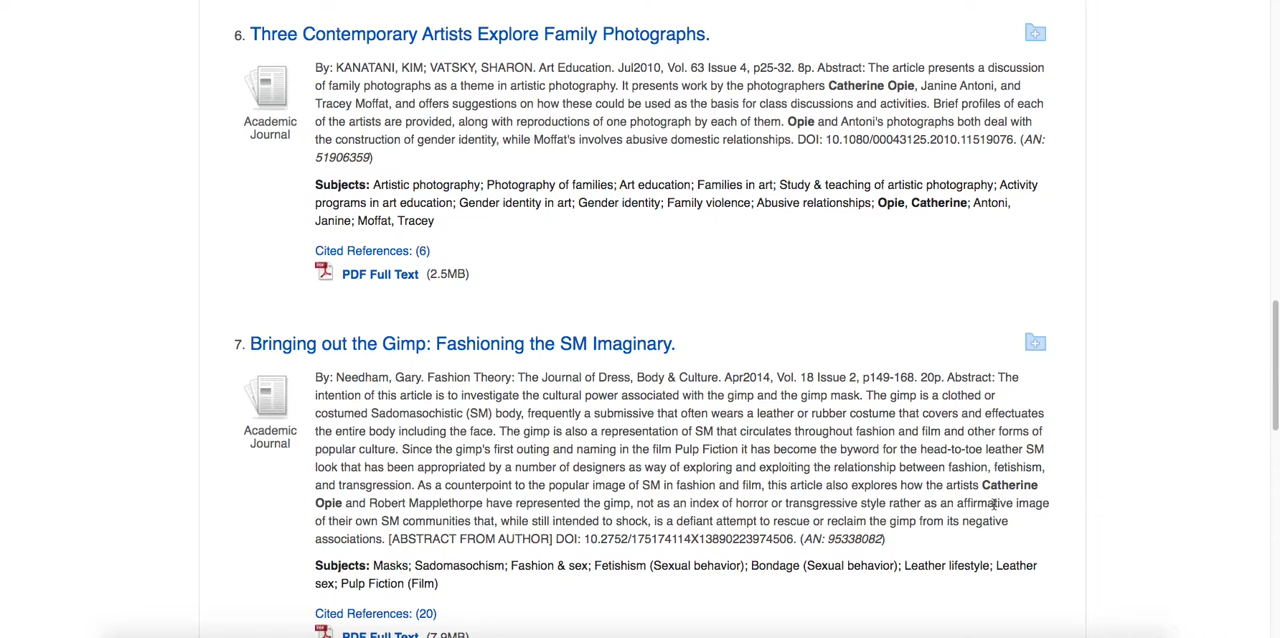 6. Three Contemporary Artists Explore Family Photographs.
By: KANATANI, KIM; VATSKY, SHARON. Art Education. Jul2010, Vol. 63 Issue 4, p25-32. 8p. Abstract: The article presents a discussion
of family photographs as a theme in artistic photography. It presents work by the photographers Catherine Opie, Janine Antoni, and
Tracey Moffat, and offers suggestions on how these could be used as the basis for class discussions and activities. Brief profiles of each
of the artists are provided, along with reproductions of one photograph by each of them. Opie and Antoni's photographs both deal with
the construction of gender identity, while Moffat's involves abusive domestic relationships. DOI: 10.1080/00043125.2010.11519076. (AN:
51906359)
Academic
Journal
Subjects: Artistic photography; Photography of families; Art education; Families in art; Study & teaching of artistic photography; Activity
programs in art education; Gender identity in art; Gender identity; Family violence; Abusive relationships; Opie, Catherine; Antoni,
Janine; Moffat, Tracey
Cited References: (6)
PDF Full Text (2.5MB)
7. Bringing out the Gimp: Fashioning the SM Imaginary.
By: Needham, Gary. Fashion Theory: The Journal of Dress, Body & Culture. Apr2014, Vol. 18 Issue 2, p149-168. 20p. Abstract: The
intention of this article is to investigate the cultural power associated with the gimp and the gimp mask. The gimp is a clothed or
costumed Sadomasochistic (SM) body, frequently a submissive that often wears a leather or rubber costume that covers and effectuates
the entire body including the face. The gimp is also a representation of SM that circulates throughout fashion and film and other forms of
popular culture. Since the gimp's first outing and naming in the film Pulp Fiction it has become the byword for the head-to-toe leather SM
look that has been appropriated by a number of designers as way of exploring and exploiting the relationship between fashion, fetishism,
and transgression. As a counterpoint to the popular image of SM in fashion and film, this article also explores how the artists Catherine
Opie and Robert Mapplethorpe have represented the gimp, not as an index of horror or transgressive style rather as an affirmative image
of their own SM communities that, while still intended to shock, is a defiant attempt to rescue or reclaim the gimp from its negative
associations. [ABSTRACT FROM AUTHOR] DOI: 10.2752/175174114X13890223974506. (AN: 95338082)
Academic
Journal
Subjects: Masks; Sadomasochism; Fashion & sex; Fetishism (Sexual behavior); Bondage (Sexual behavior); Leather lifestyle; Leather
sex; Pulp Fiction (Film)
Cited References: (20)
PDF Full Text (7.9MB)